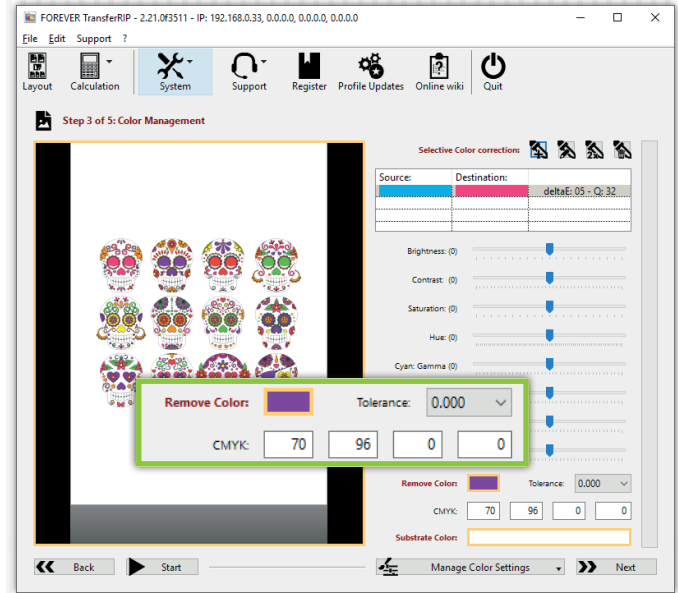 FOREVER TransferRIP - 2.21.0f3511 - IP: 192.168.0.33, 0.0.0.0, 0.0.0.0, 0.0.0.0
File Edit Support ?
Layout Calculation System Support Register Profile Updates Online wiki Quit
Step 3 of 5: Color Management
Selective Color correction:
2x
Source: Destination:
deltaE: 05 - Q: 32
Brightness: (0)
Contrast: (0)
Saturation: (0)
Hue: (0)
Cyan: Gamma (0)
Remove Color: Tolerance: 0.000
CMYK: 70 96 0 0
Remove Color: Tolerance: 0.000
CMYK: 70 96 0 0
Substrate Color:
Back Start Manage Color Settings Next